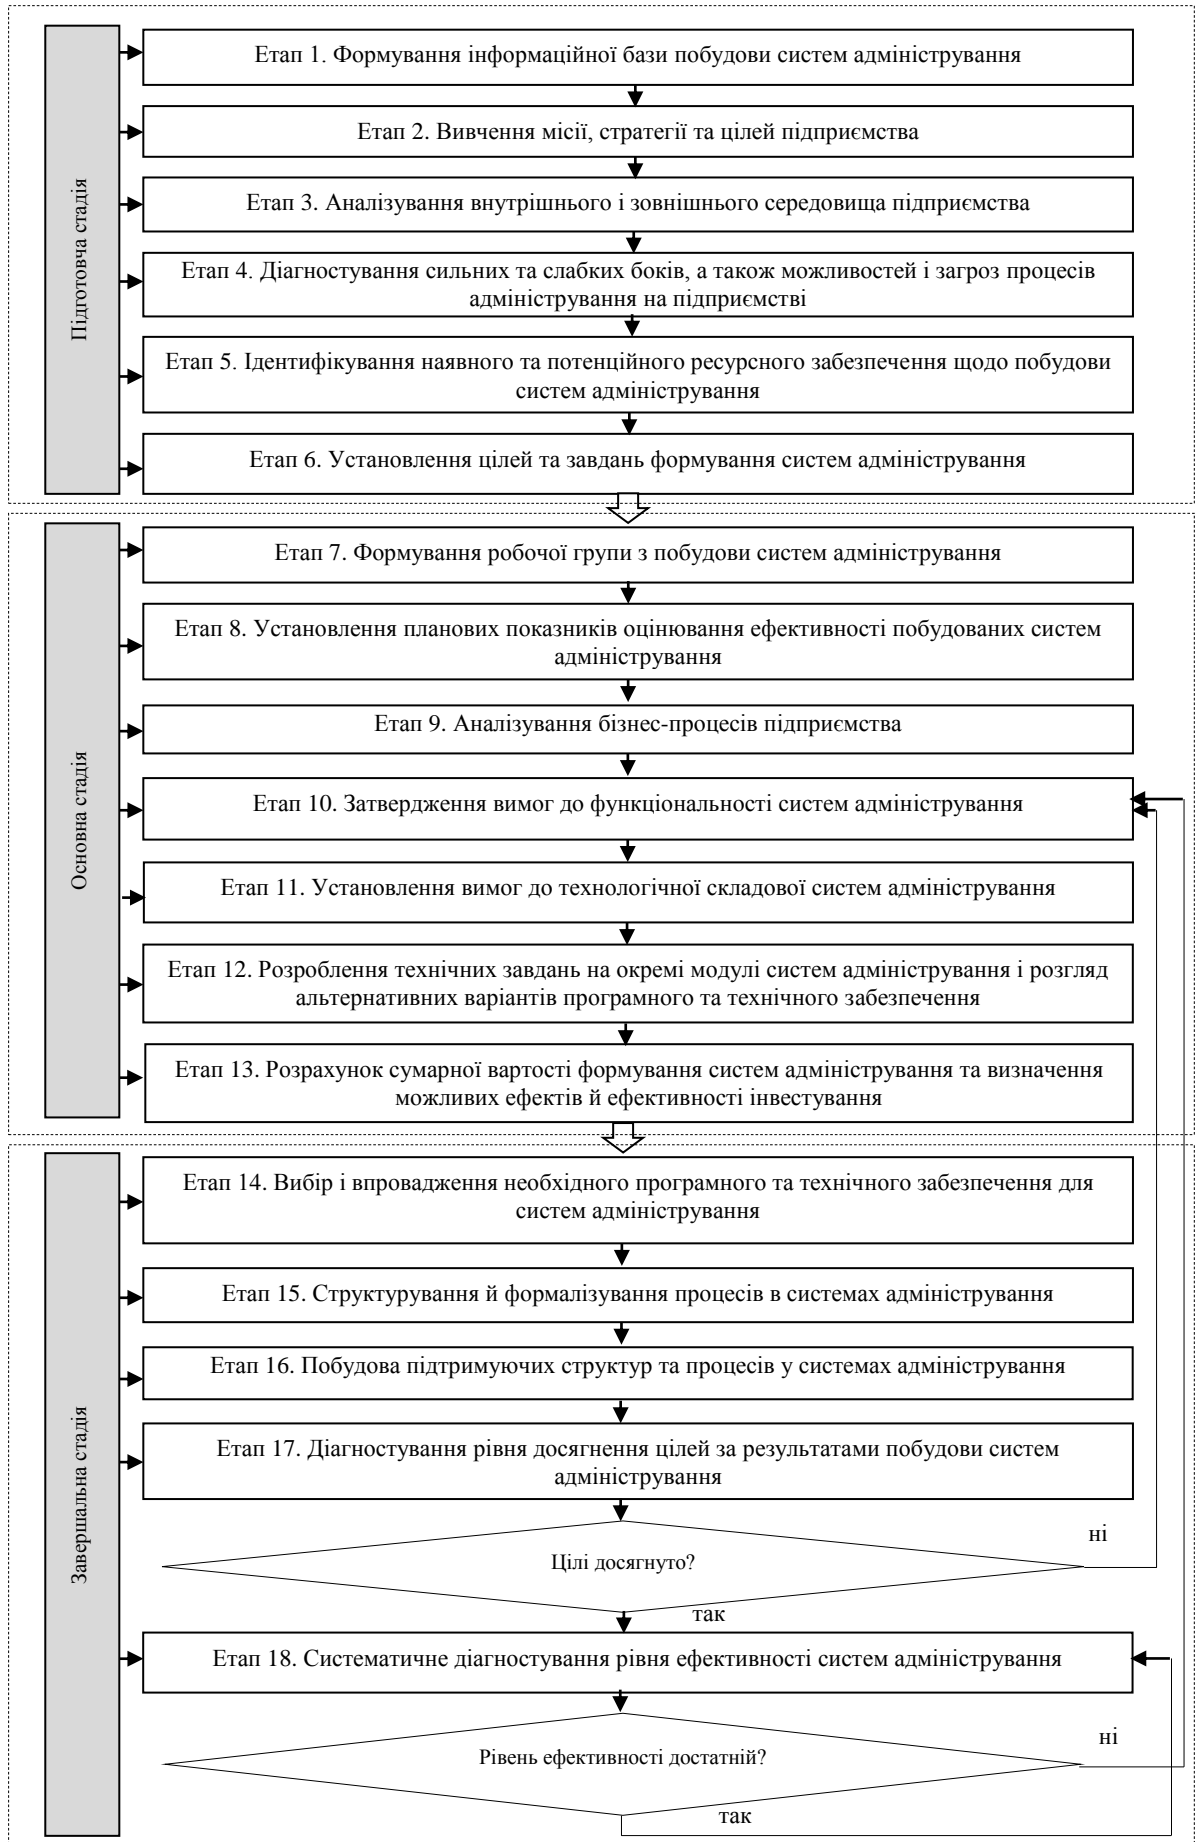 Підготовча стадія
Етап 1. Формування інформаційної бази побудови систем адміністрування
Етап 2. Вивчення місії, стратегії та цілей підприємства
Етап 3. Аналізування внутрішнього і зовнішнього середовища підприємства
Етап 4. Діагностування сильних та слабких боків, а також можливостей і загроз процесів
адміністрування на підприємстві
Етап 5. Ідентифікування наявного та потенційного ресурсного забезпечення щодо побудови
систем адміністрування
Етап 6. Установлення цілей та завдань формування систем адміністрування
Основна стадія
Етап 7. Формування робочої групи з побудови систем адміністрування
Етап 8. Установлення планових показників оцінювання ефективності побудованих систем
адміністрування
Етап 9. Аналізування бізнес-процесів підприємства
Етап 10. Затвердження вимог до функціональності систем адміністрування
Етап 11. Установлення вимог до технологічної складової систем адміністрування
Етап 12. Розроблення технічних завдань на окремі модулі систем адміністрування і розгляд
альтернативних варіантів програмного та технічного забезпечення
Етап 13. Розрахунок сумарної вартості формування систем адміністрування та визначення
можливих ефектів й ефективності інвестування
Завершальна стадія
Етап 14. Вибір і впровадження необхідного програмного та технічного забезпечення для
систем адміністрування
Етап 15. Структурування й формалізування процесів в системах адміністрування
Етап 16. Побудова підтримуючих структур та процесів у системах адміністрування
Етап 17. Діагностування рівня досягнення цілей за результатами побудови систем
адміністрування
ні
Цілі досягнуто?
так
Етап 18. Систематичне діагностування рівня ефективності систем адміністрування
ні
Рівень ефективності достатній?
так